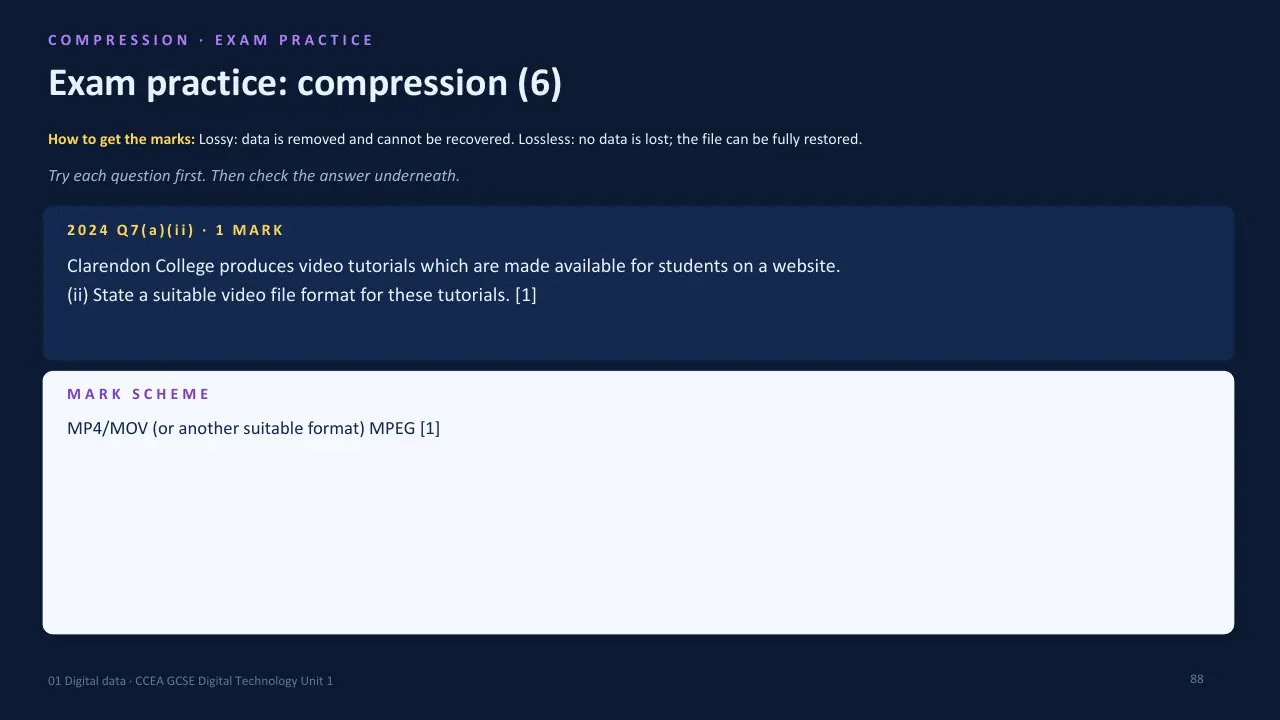 COMPRESSION · EXAM PRACTICE
Exam practice: compression (6)
How to get the marks: Lossy: data is removed and cannot be recovered. Lossless: no data is lost; the file can be fully restored.
Try each question first. Then check the answer underneath.
2024 Q7(a)(ii) · 1 MARK
Clarendon College produces video tutorials which are made available for students on a website.
(ii) State a suitable video file format for these tutorials. [1]
MARK SCHEME
MP4/MOV (or another suitable format) MPEG [1]
01 Digital data · CCEA GCSE Digital Technology Unit 1
88